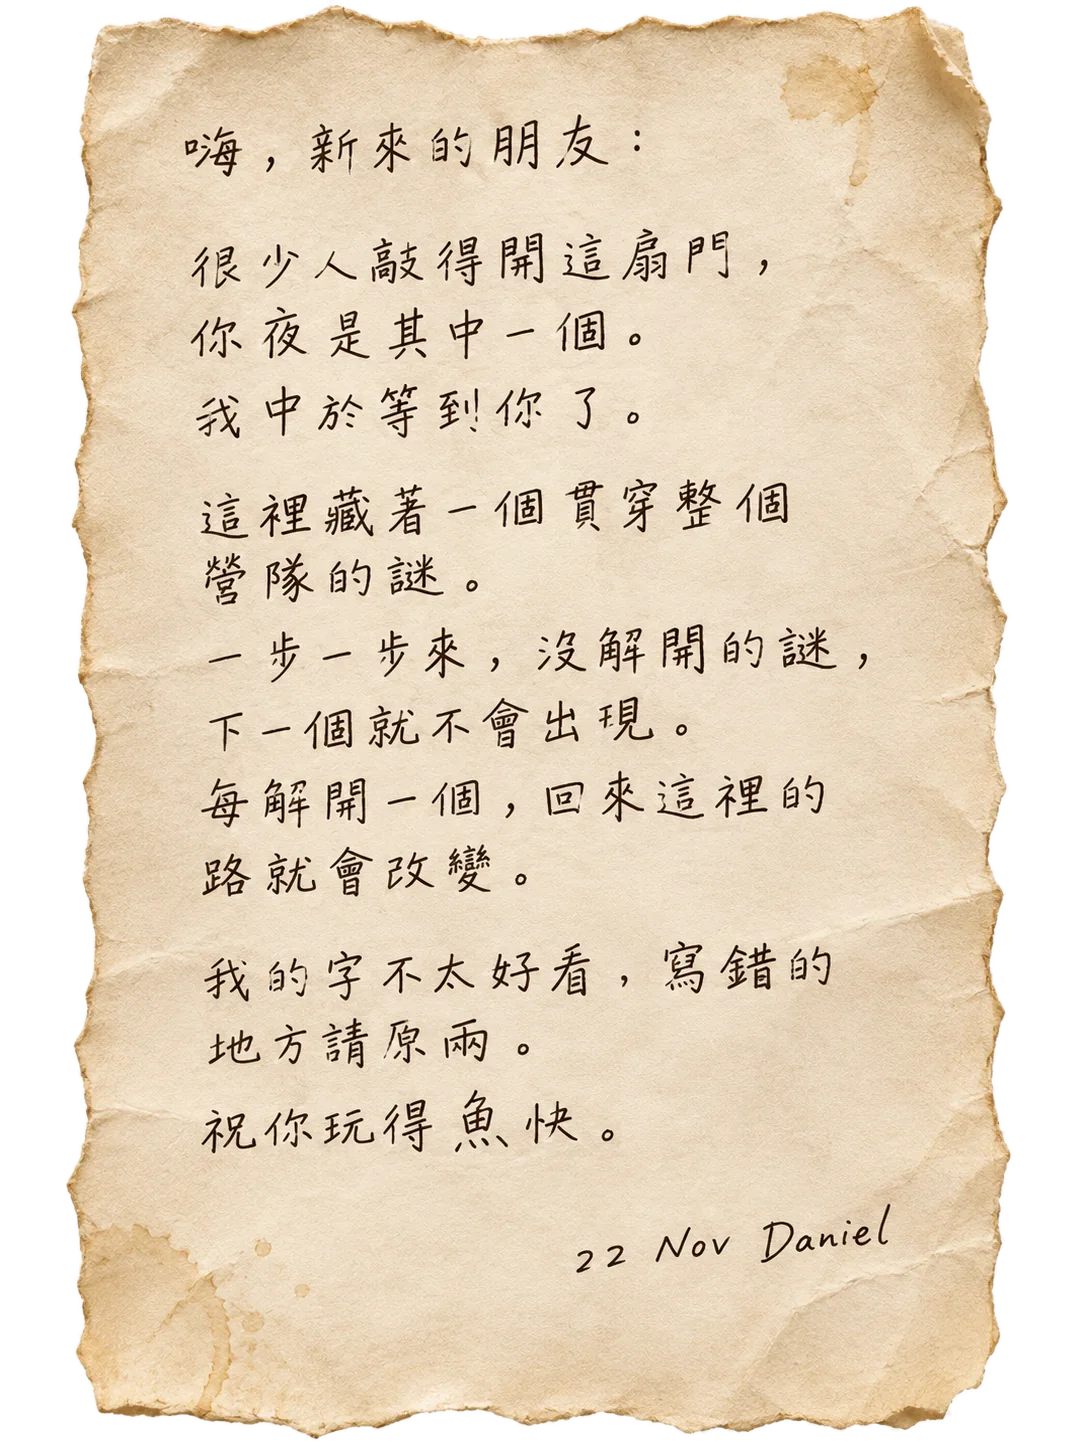 嗨，新來的朋友：
很少人敲得開這扇門，
你夜是其中一個。
我中於等到你了。
這裡藏著一個貫穿整個
營隊的謎。
一步一步來，沒解開的謎，
下一個就不會出現。
每解開一個，回來這裡的
路就會改變。
我的字不太好看，寫錯的
地方請原兩。
祝你玩得魚快。
22 Nov Daniel